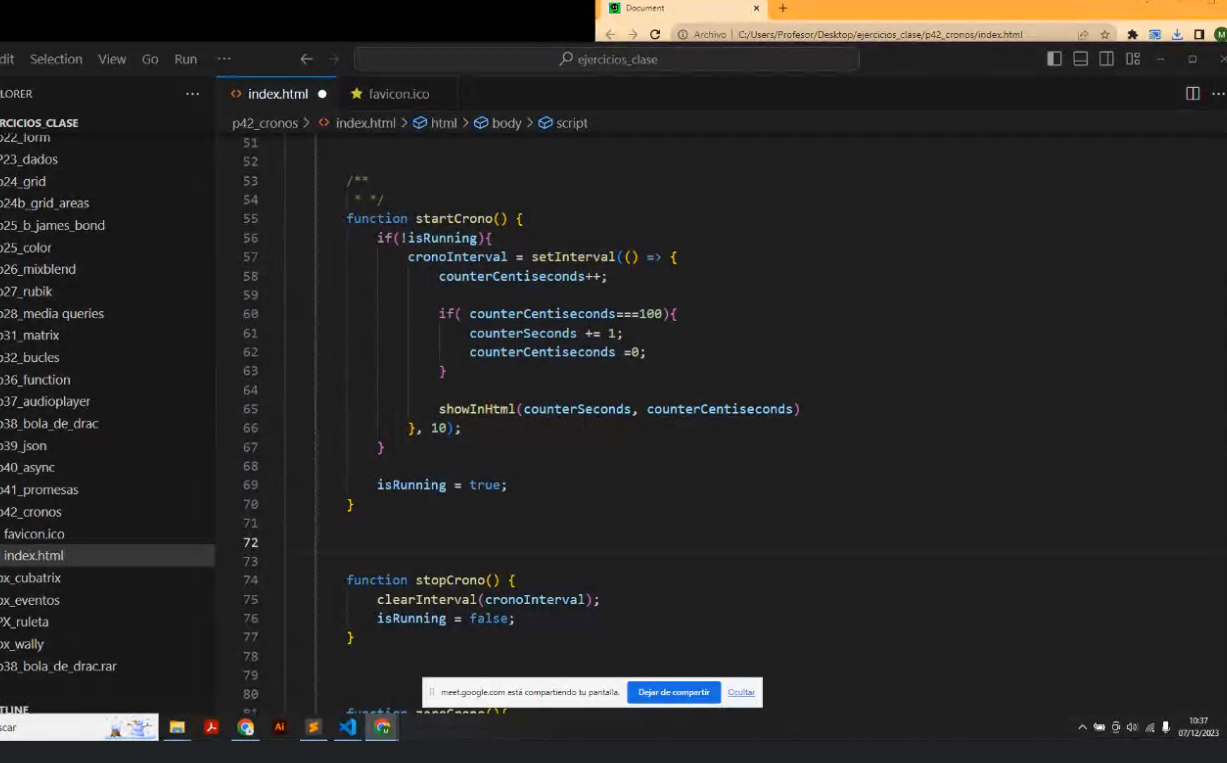 Document
Archivo | C:/Users/Profesor/Desktop/ejercicios_clase/p42_cronos/index.html
dit Selection View Go Run ··· ejercicios_clase
LORER ··· <> index.html favicon.ico
RCICIOS_CLASE
p42_cronos > <> index.html > html > body > script
p22_form
P23_dados
p24_grid
p24b_grid_areas
p25_b_james_bond
p25_color
p26_mixblend
p27_rubik
p28_media queries
p31_matrix
p32_bucles
p36_function
p37_audioplayer
p38_bola_de_drac
p39_json
p40_async
p41_promesas
p42_cronos
favicon.ico
index.html
px_cubatrix
px_eventos
PX_ruleta
px_wally
p38_bola_de_drac.rar
TLINE
51
52
53 /**
54 * */
55 function startCrono() {
56 if(!isRunning){
57 cronoInterval = setInterval(() => {
58 counterCentiseconds++;
59
60 if( counterCentiseconds===100){
61 counterSeconds += 1;
62 counterCentiseconds =0;
63 }
64
65 showInHtml(counterSeconds, counterCentiseconds)
66 }, 10);
67 }
68
69 isRunning = true;
70 }
71
72
73
74 function stopCrono() {
75 clearInterval(cronoInterval);
76 isRunning = false;
77 }
78
79
80
81 function zeroCrono(){
meet.google.com está compartiendo tu pantalla. Dejar de compartir Ocultar
scar
10:37
07/12/2023